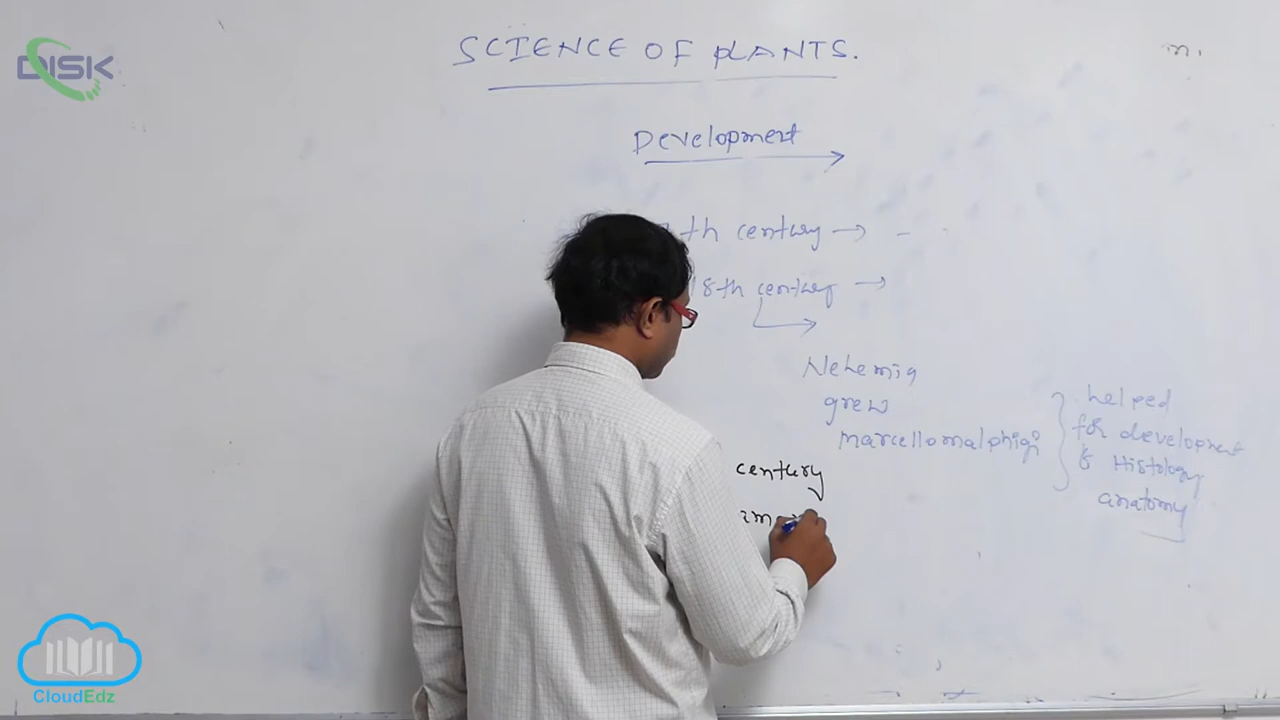 DISK
SCIENCE OF PLANTS.
m.
Development
th century → -
18th century →
Nehemia
grew
marcellomalphigi
helped
for development
& Histology
anatomy
century
CloudEdz